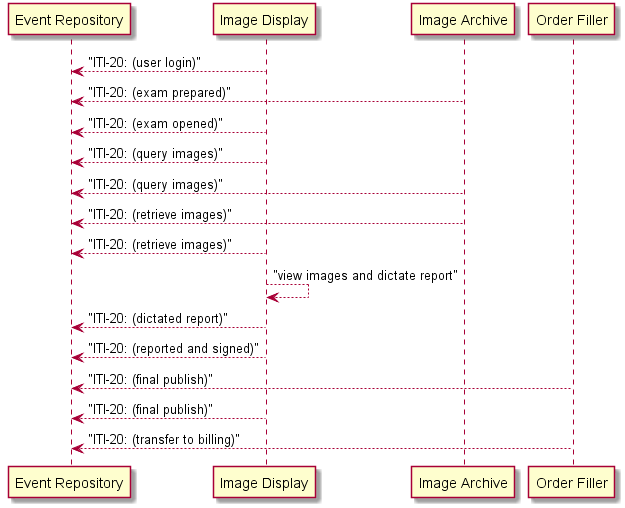 Event Repository Image Display Image Archive Order Filler
"ITI-20: (user login)"
"ITI-20: (exam prepared)"
"ITI-20: (exam opened)"
"ITI-20: (query images)"
"ITI-20: (query images)"
"ITI-20: (retrieve images)"
"ITI-20: (retrieve images)"
"view images and dictate report"
"ITI-20: (dictated report)"
"ITI-20: (reported and signed)"
"ITI-20: (final publish)"
"ITI-20: (final publish)"
"ITI-20: (transfer to billing)"
Event Repository Image Display Image Archive Order Filler